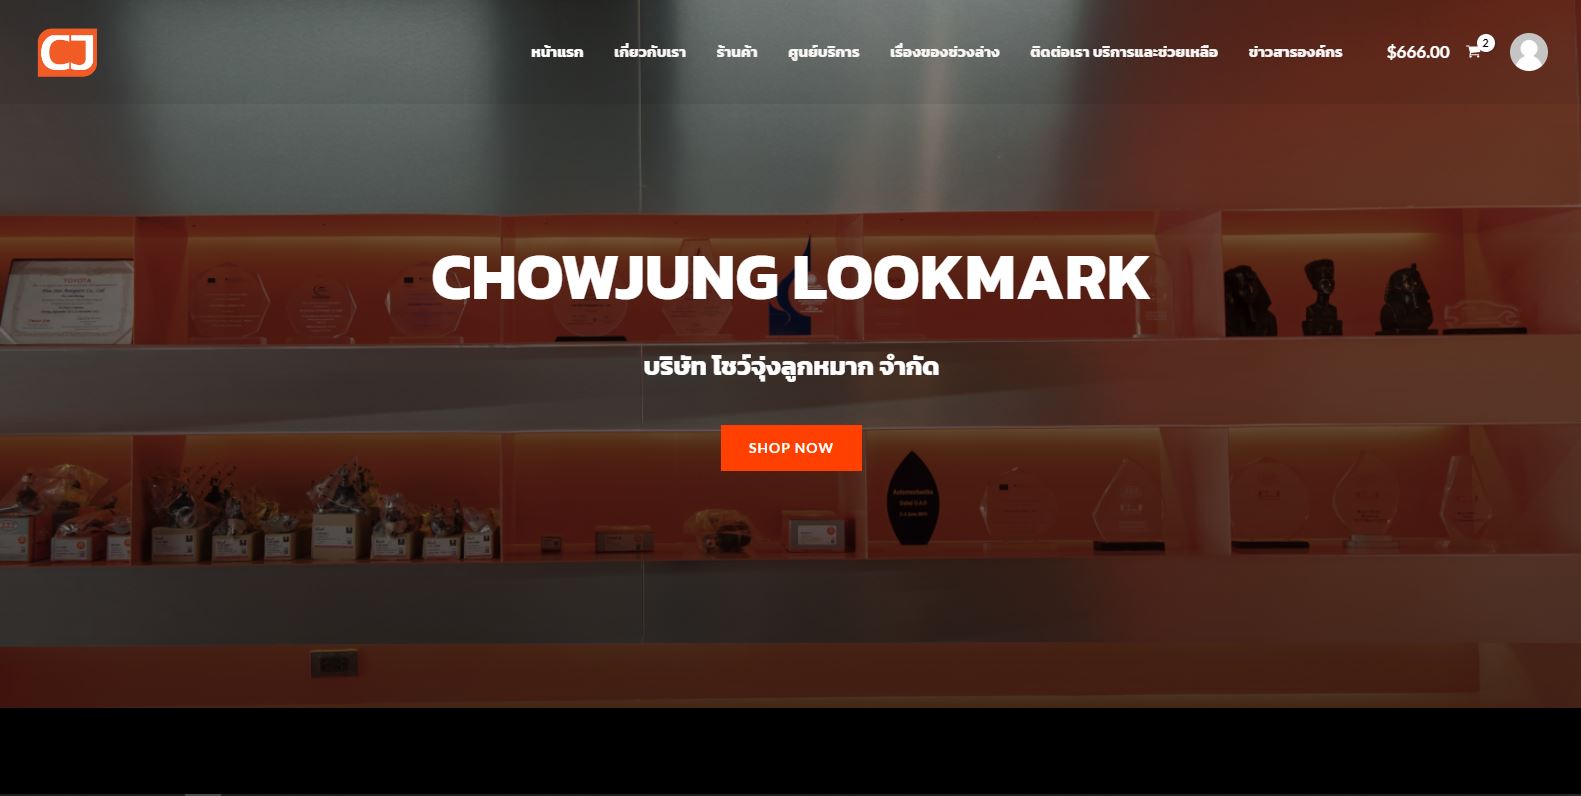 CJ
หน้าแรก
เกี่ยวกับเรา
ร้านค้า
ศูนย์บริการ
เรื่องของช่วงล่าง
ติดต่อเรา บริการและช่วยเหลือ
ข่าวสารองค์กร
$666.00
2
TOYOTA
CHOWJUNG LOOKMARK
บริษัท โชว์จุ่งลูกหมาก จำกัด
SHOP NOW